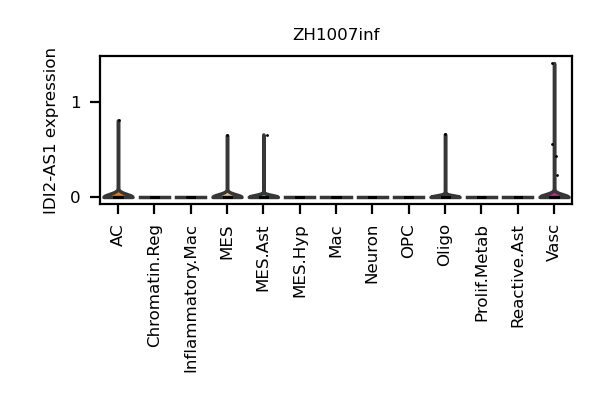 ZH1007inf
IDI2-AS1 expression
1
0
AC
Chromatin.Reg
Inflammatory.Mac
MES
MES.Ast
MES.Hyp
Mac
Neuron
OPC
Oligo
Prolif.Metab
Reactive.Ast
Vasc